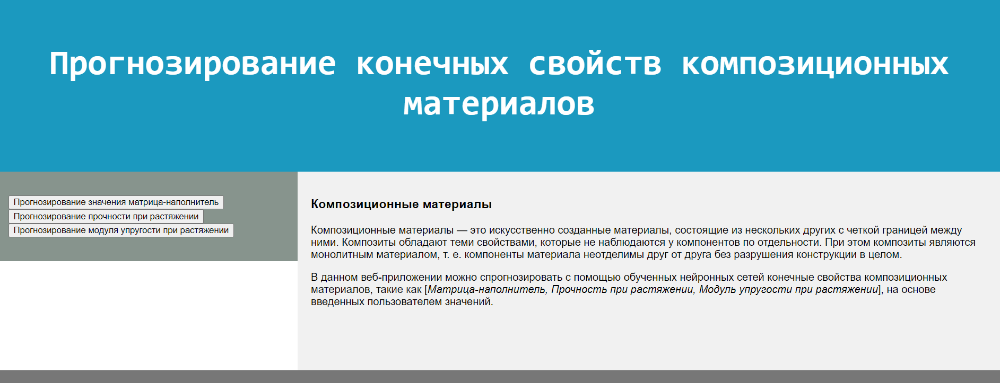 Прогнозирование конечных свойств композиционных
материалов
Прогнозирование значения матрица-наполнитель
Прогнозирование прочности при растяжении
Прогнозирование модуля упругости при растяжении
Композиционные материалы
Композиционные материалы — это искусственно созданные материалы, состоящие из нескольких других с четкой границей между
ними. Композиты обладают теми свойствами, которые не наблюдаются у компонентов по отдельности. При этом композиты являются
монолитным материалом, т. е. компоненты материала неотделимы друг от друга без разрушения конструкции в целом.
В данном веб-приложении можно спрогнозировать с помощью обученных нейронных сетей конечные свойства композиционных
материалов, такие как [Матрица-наполнитель, Прочность при растяжении, Модуль упругости при растяжении], на основе
введенных пользователем значений.